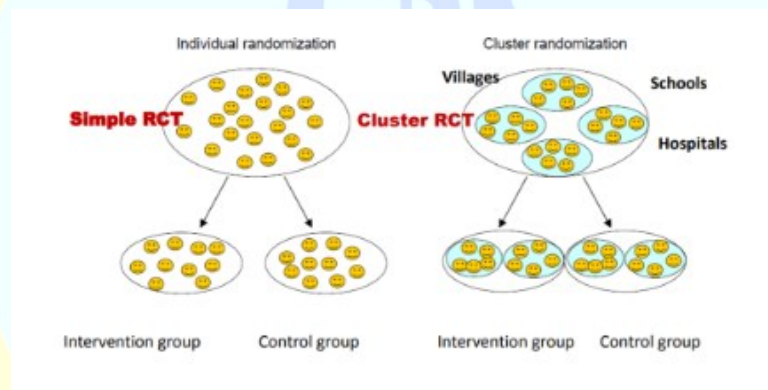 Individual randomization
Simple RCT
Intervention group
Control group
Cluster randomization
Villages
Schools
Cluster RCT
Hospitals
Intervention group
Control group